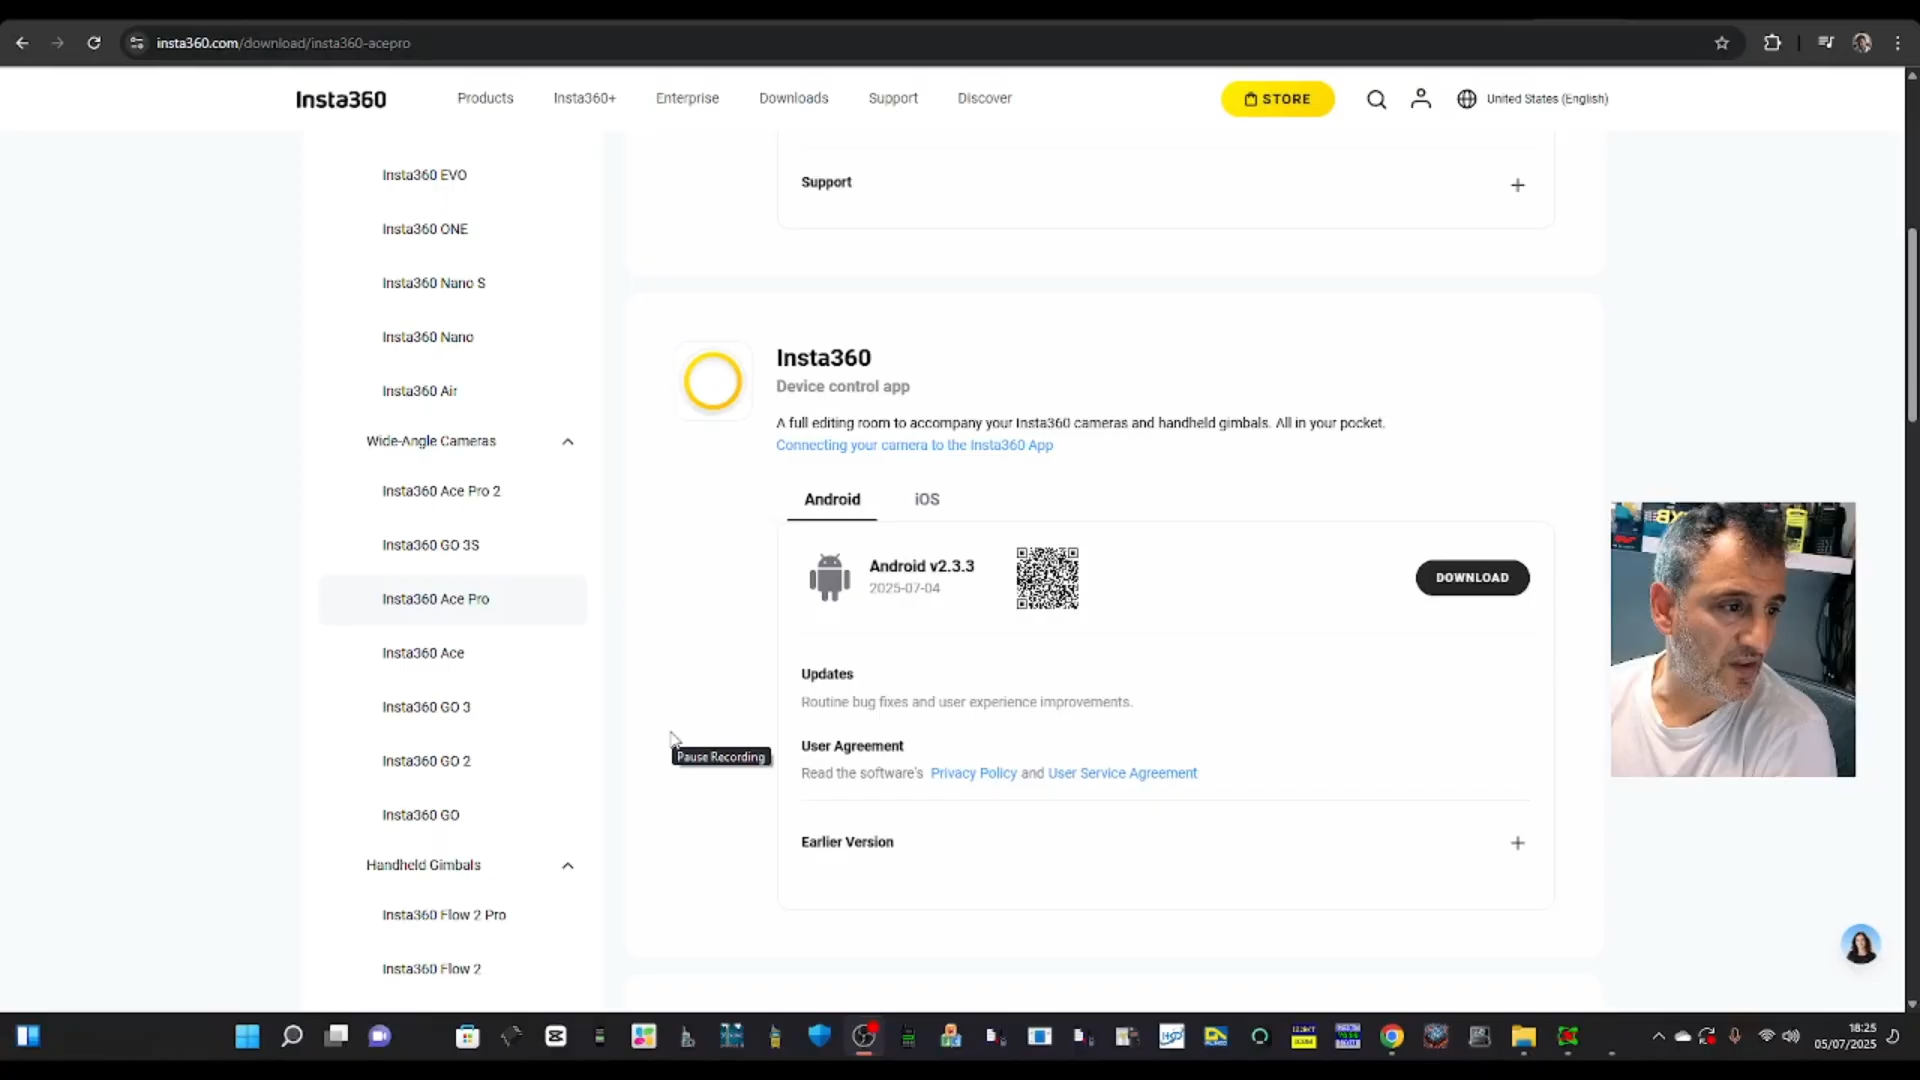 insta360.com/download/insta360-acepro
Insta360
Products
Insta360+
Enterprise
Downloads
Support
Discover
STORE
United States (English)
Insta360 EVO
Insta360 ONE
Insta360 Nano S
Insta360 Nano
Insta360 Air
Wide-Angle Cameras
Insta360 Ace Pro 2
Insta360 GO 3S
Insta360 Ace Pro
Insta360 Ace
Insta360 GO 3
Insta360 GO 2
Insta360 GO
Handheld Gimbals
Insta360 Flow 2 Pro
Insta360 Flow 2
Support
Insta360
Device control app
A full editing room to accompany your Insta360 cameras and handheld gimbals. All in your pocket.
Connecting your camera to the Insta360 App
Android
iOS
Android v2.3.3
2025-07-04
DOWNLOAD
Updates
Routine bug fixes and user experience improvements.
User Agreement
Read the software's Privacy Policy and User Service Agreement
Earlier Version
Pause Recording
18:25
05/07/2025